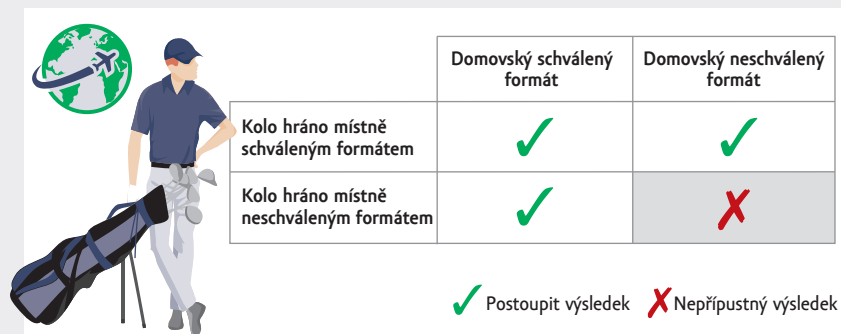 Domovský schválený
formát
Domovský neschválený
formát
Kolo hráno místně
schváleným formátem
Kolo hráno místně
neschváleným formátem
Postoupit výsledek
Nepřípustný výsledek